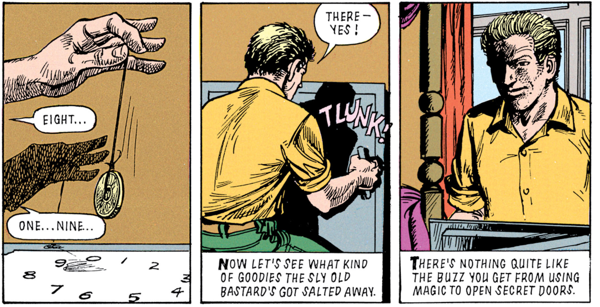 EIGHT...
ONE...NINE...
9 0 1 2
8 3
7 6 5 4
THERE—
YES!
TLUNK!
NOW LET'S SEE WHAT KIND
OF GOODIES THE SLY OLD
BASTARD'S GOT SALTED AWAY.
THERE'S NOTHING QUITE LIKE
THE BUZZ YOU GET FROM USING
MAGIC TO OPEN SECRET DOORS.